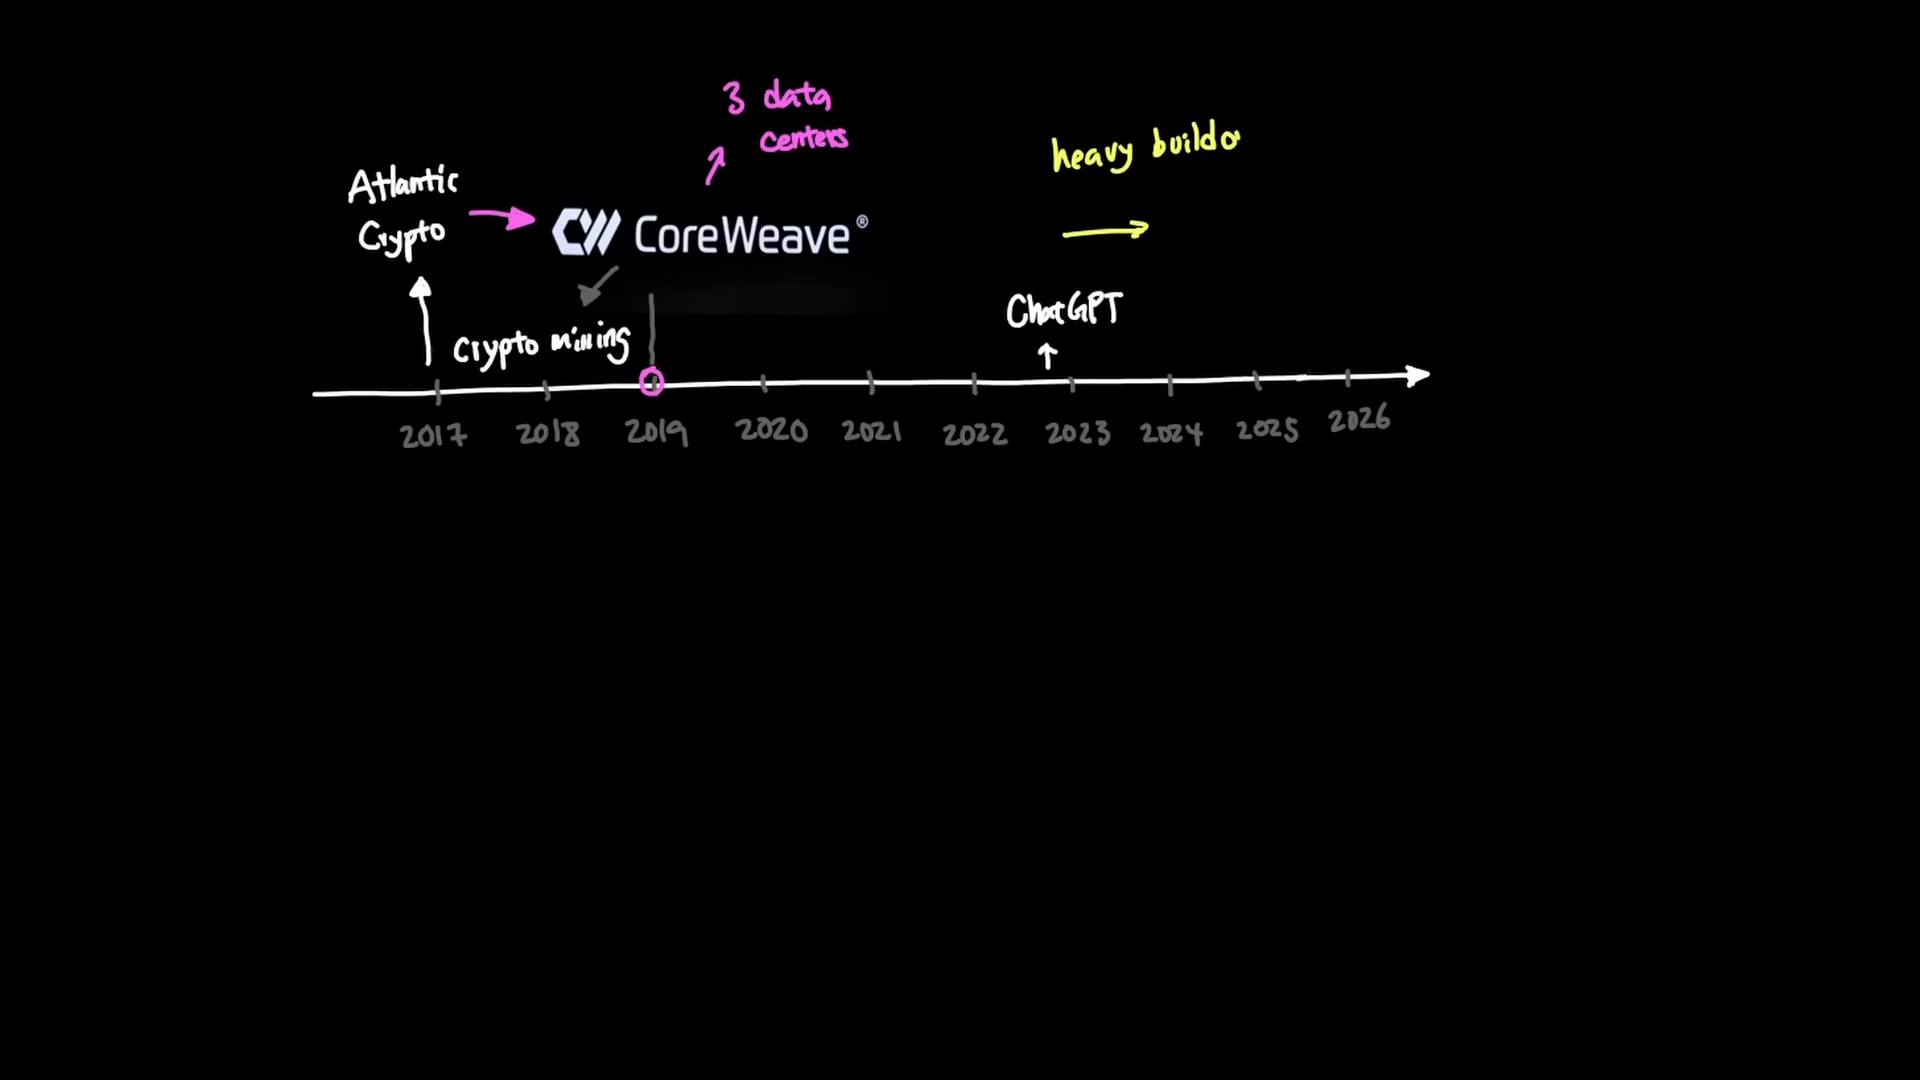 3 data
centers
heavy buildo
Atlantic
Crypto
CoreWeave®
ChatGPT
Crypto mining
2017 2018 2019 2020 2021 2022 2023 2024 2025 2026